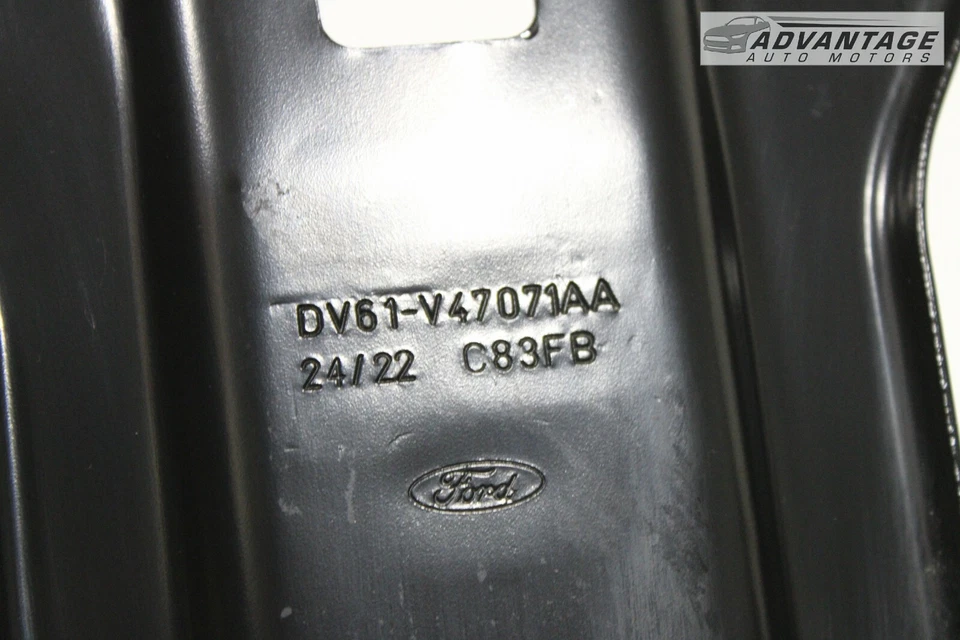 ADVANTAGE
AUTO MOTORS
DV61-V47071AA
24/22 C83FB
Ford